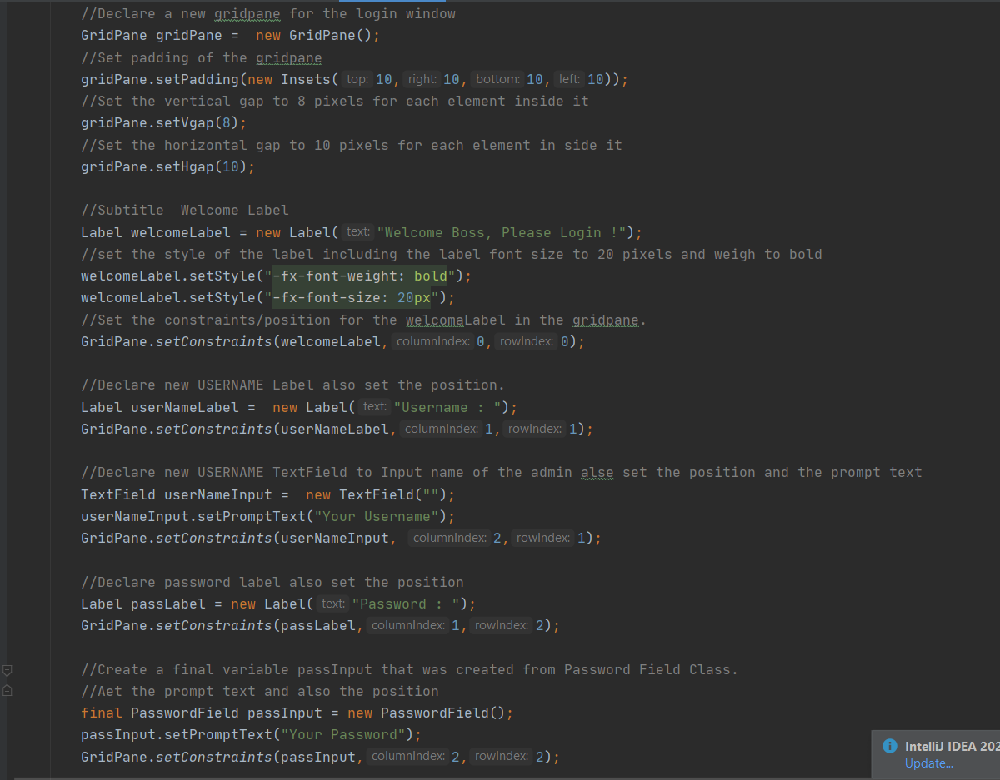 //Declare a new gridpane for the login window
GridPane gridPane =  new GridPane();
//Set padding of the gridpane
gridPane.setPadding(new Insets( top: 10, right: 10, bottom: 10, left: 10));
//Set the vertical gap to 8 pixels for each element inside it
gridPane.setVgap(8);
//Set the horizontal gap to 10 pixels for each element in side it
gridPane.setHgap(10);
//Subtitle  Welcome Label
Label welcomeLabel = new Label( text: "Welcome Boss, Please Login !");
//set the style of the label including the label font size to 20 pixels and weigh to bold
welcomeLabel.setStyle("-fx-font-weight: bold");
welcomeLabel.setStyle("-fx-font-size: 20px");
//Set the constraints/position for the welcomaLabel in the gridpane.
GridPane.setConstraints(welcomeLabel, columnIndex: 0, rowIndex: 0);
//Declare new USERNAME Label also set the position.
Label userNameLabel =  new Label( text: "Username : ");
GridPane.setConstraints(userNameLabel, columnIndex: 1, rowIndex: 1);
//Declare new USERNAME TextField to Input name of the admin alse set the position and the prompt text
TextField userNameInput =  new TextField("");
userNameInput.setPromptText("Your Username");
GridPane.setConstraints(userNameInput,  columnIndex: 2, rowIndex: 1);
//Declare password label also set the position
Label passLabel = new Label( text: "Password : ");
GridPane.setConstraints(passLabel, columnIndex: 1, rowIndex: 2);
//Create a final variable passInput that was created from Password Field Class.
//Aet the prompt text and also the position
final PasswordField passInput = new PasswordField();
passInput.setPromptText("Your Password");
GridPane.setConstraints(passInput, columnIndex: 2, rowIndex: 2);
IntelliJ IDEA 202
Update...